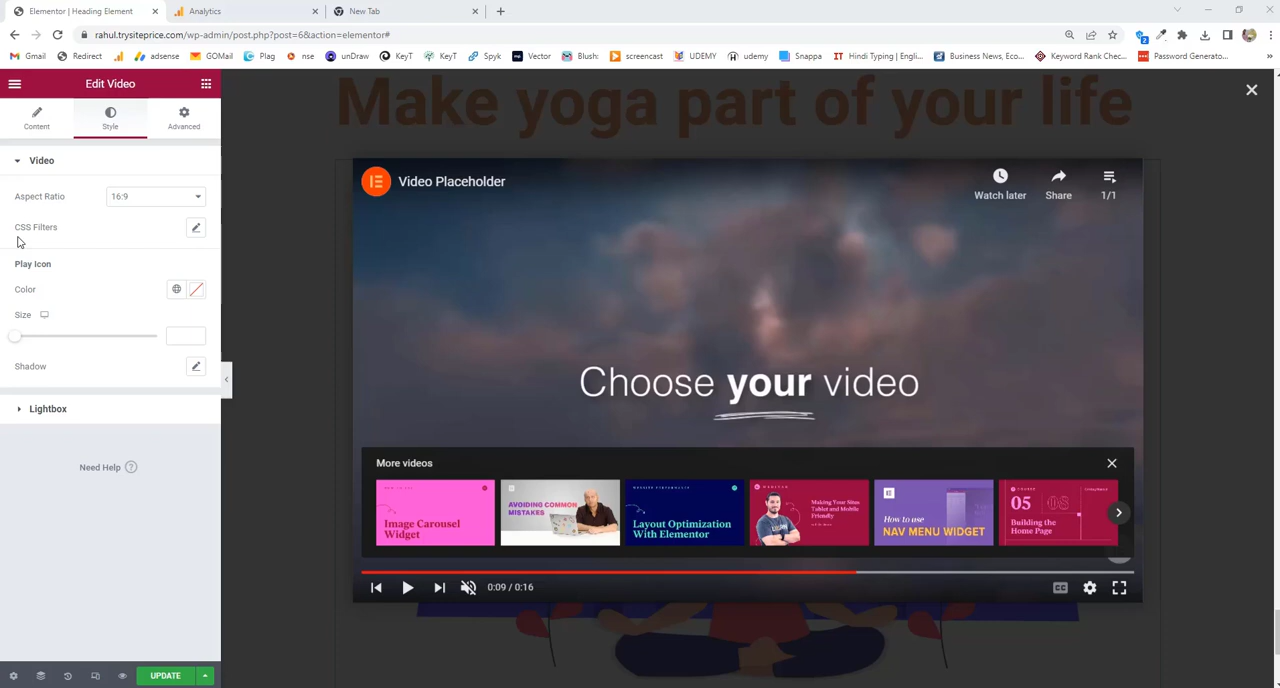 Elementor | Heading Element
Analytics
New Tab
rahul.trysiteprice.com/wp-admin/post.php?post=6&action=elementor#
Gmail
Redirect
adsense
GOMail
Plag
nse
unDraw
KeyT
KeyT
Spyk
Vector
Blush:
screencast
UDEMY
udemy
Snappa
Hindi Typing | Engli...
Business News, Eco...
Keyword Rank Chec...
Password Generato...
Edit Video
Content
Style
Advanced
Video
Aspect Ratio
16:9
CSS Filters
Play Icon
Color
Size
Shadow
Lightbox
Need Help
UPDATE
Make yoga part of your life
Video Placeholder
Watch later
Share
1/1
Choose your video
More videos
Image Carousel
Widget
AVOIDING COMMON
MISTAKES
Layout Optimization
With Elementor
Making Your Sites
Tablet and Mobile
Friendly
How to use
NAV MENU WIDGET
05
Building the
Home Page
0:09 / 0:16
CC